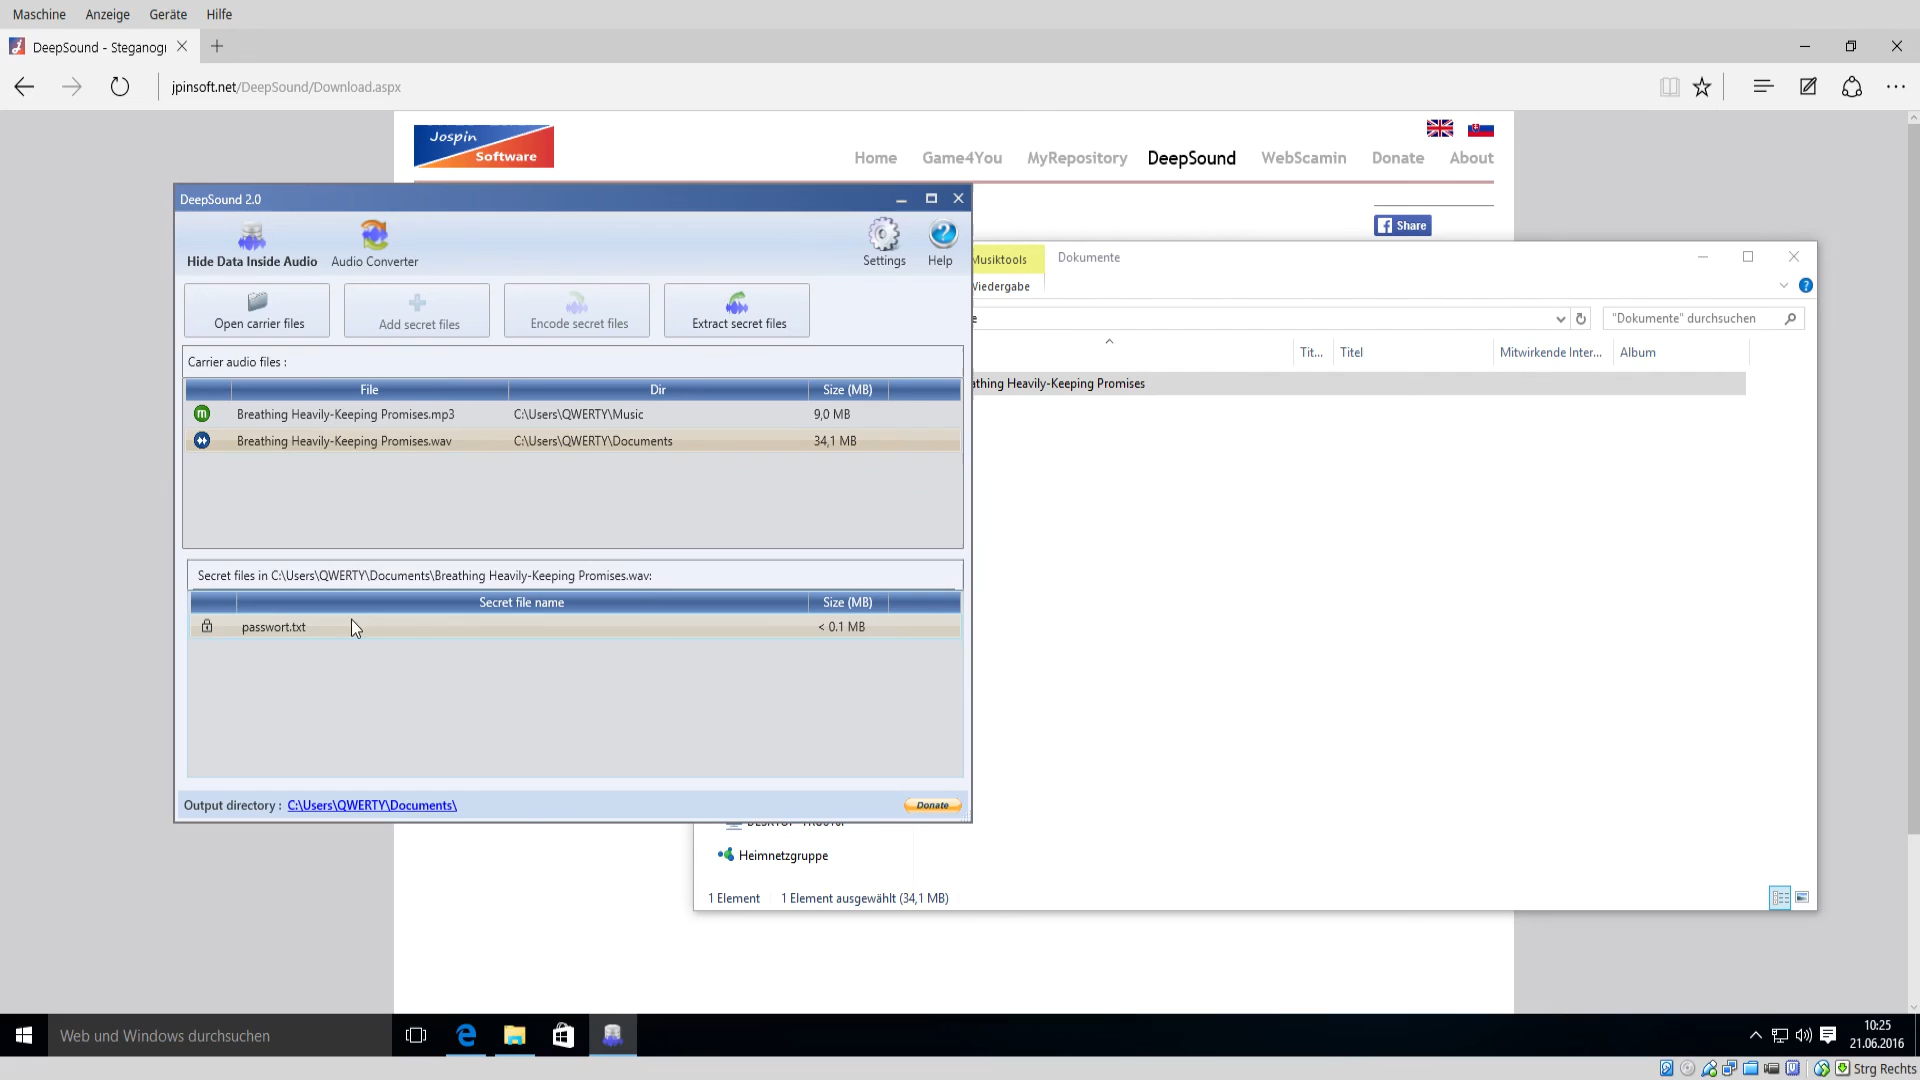 Maschine Anzeige Geräte Hilfe
DeepSound - Steganogr
jpinsoft.net/DeepSound/Download.aspx
Jospin
Software
Home Game4You MyRepository DeepSound WebScamin Donate About
Share
DeepSound 2.0
Hide Data Inside Audio Audio Converter Settings Help
Open carrier files Add secret files Encode secret files Extract secret files
Carrier audio files :
File Dir Size (MB)
Breathing Heavily-Keeping Promises.mp3 C:\Users\QWERTY\Music 9,0 MB
Breathing Heavily-Keeping Promises.wav C:\Users\QWERTY\Documents 34,1 MB
Secret files in C:\Users\QWERTY\Documents\Breathing Heavily-Keeping Promises.wav:
Secret file name Size (MB)
passwort.txt < 0.1 MB
Output directory : C:\Users\QWERTY\Documents\
Donate
Musiktools Dokumente
Wiedergabe
e "Dokumente" durchsuchen
Tit... Titel Mitwirkende Inter... Album
athing Heavily-Keeping Promises
Heimnetzgruppe
1 Element 1 Element ausgewählt (34,1 MB)
Web und Windows durchsuchen
10:25
21.06.2016
Strg Rechts